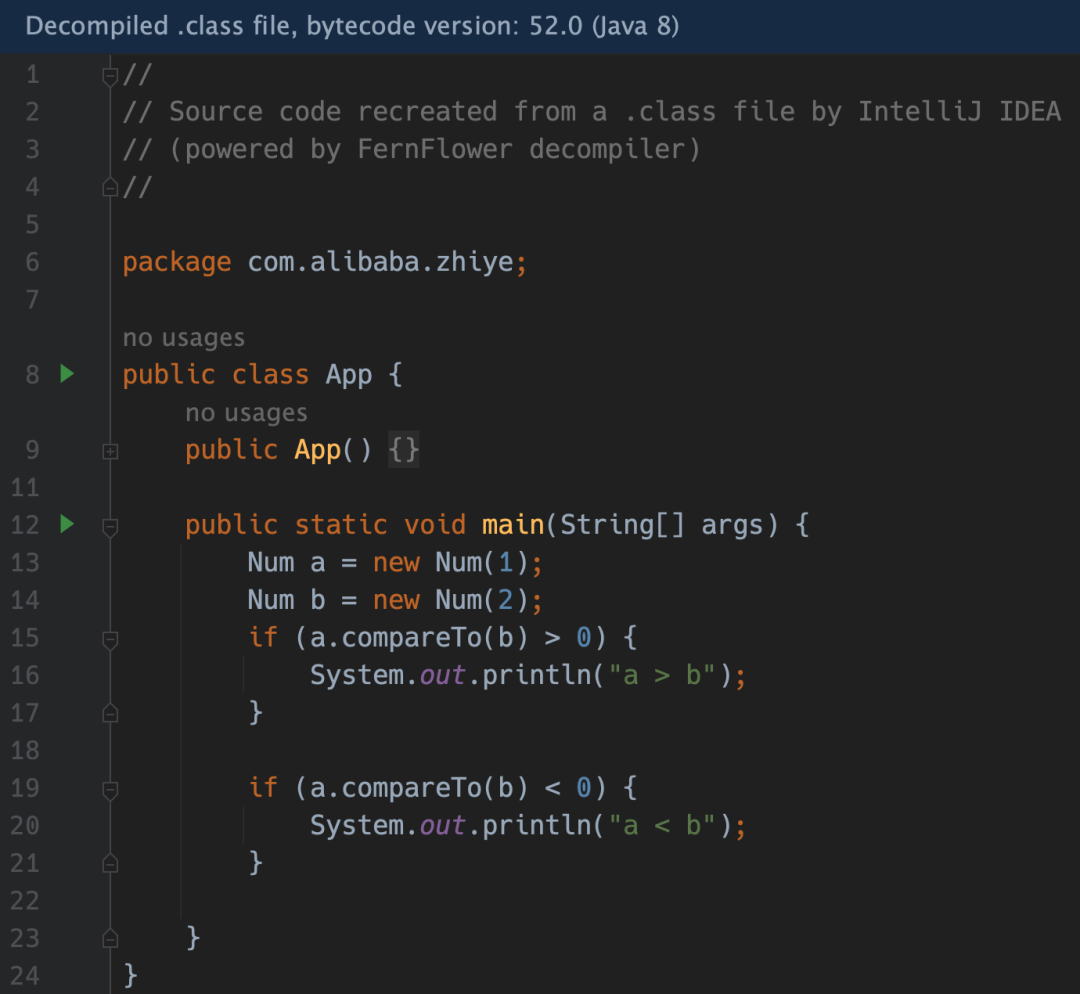 Decompiled .class file, bytecode version: 52.0 (Java 8)
1 //
2 // Source code recreated from a .class file by IntelliJ IDEA
3 // (powered by FernFlower decompiler)
4 //
5
6 package com.alibaba.zhiye;
7
no usages
8 public class App {
no usages
9 public App() {}
11
12 public static void main(String[] args) {
13 Num a = new Num(1);
14 Num b = new Num(2);
15 if (a.compareTo(b) > 0) {
16 System.out.println("a > b");
17 }
18
19 if (a.compareTo(b) < 0) {
20 System.out.println("a < b");
21 }
22
23 }
24 }